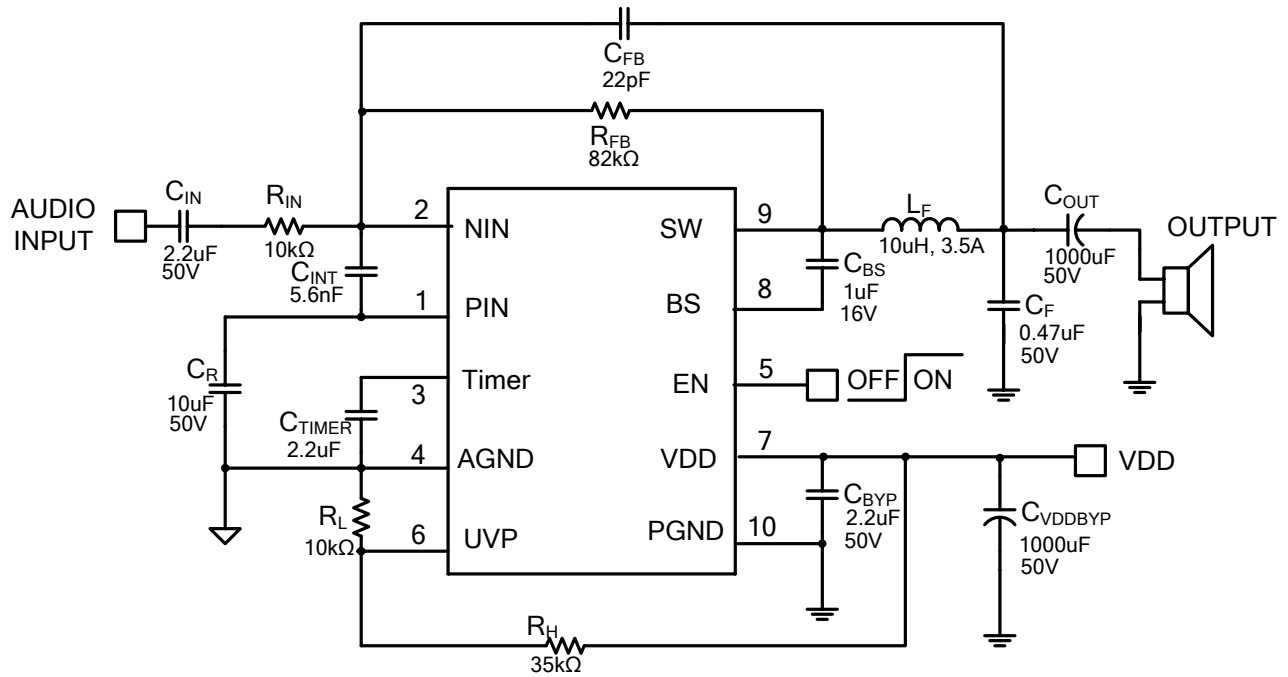 CFB
22pF
RFB
82kΩ
AUDIO
INPUT
CIN
2.2uF
50V
RIN
10kΩ
2
NIN
SW
9
LF
10uH, 3.5A
COUT
1000uF
50V
OUTPUT
CINT
5.6nF
CBS
1uF
16V
1
PIN
BS
8
CF
0.47uF
50V
CR
10uF
50V
3
Timer
EN
5
OFF
ON
CTIMER
2.2uF
4
AGND
VDD
7
VDD
RL
10kΩ
CBYP
2.2uF
50V
CVDDBYP
1000uF
50V
6
UVP
PGND
10
RH
35kΩ